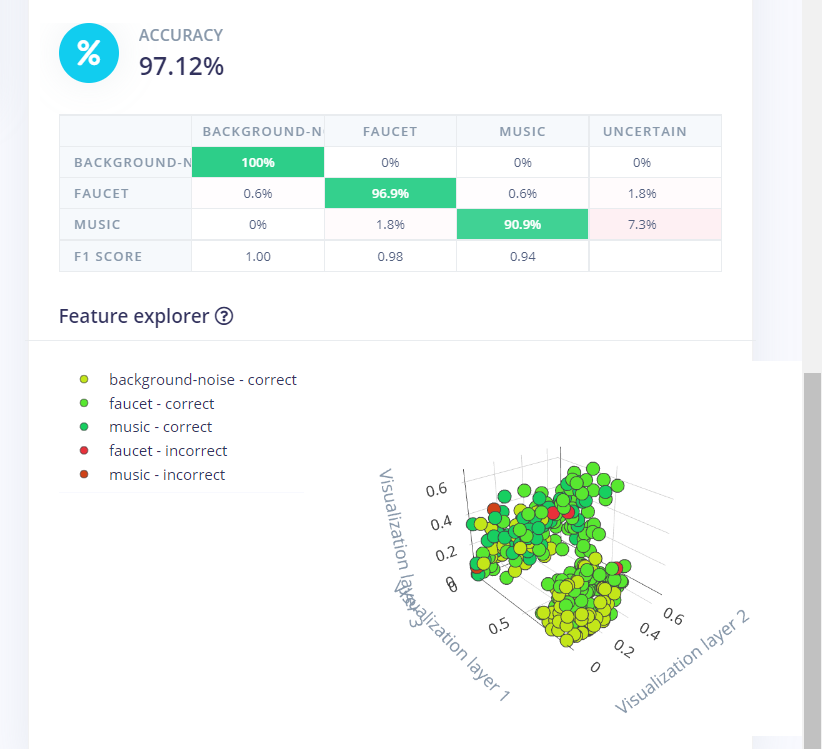 %
ACCURACY
97.12%
BACKGROUND-N FAUCET MUSIC UNCERTAIN
BACKGROUND-N 100% 0% 0% 0%
FAUCET 0.6% 96.9% 0.6% 1.8%
MUSIC 0% 1.8% 90.9% 7.3%
F1 SCORE 1.00 0.98 0.94
Feature explorer ?
background-noise - correct
faucet - correct
music - correct
faucet - incorrect
music - incorrect
Visualization layer 3
0.6
0.4
0.2
0
0
0.5
Visualization layer 1
0
0.2
0.4
0.6
Visualization layer 2